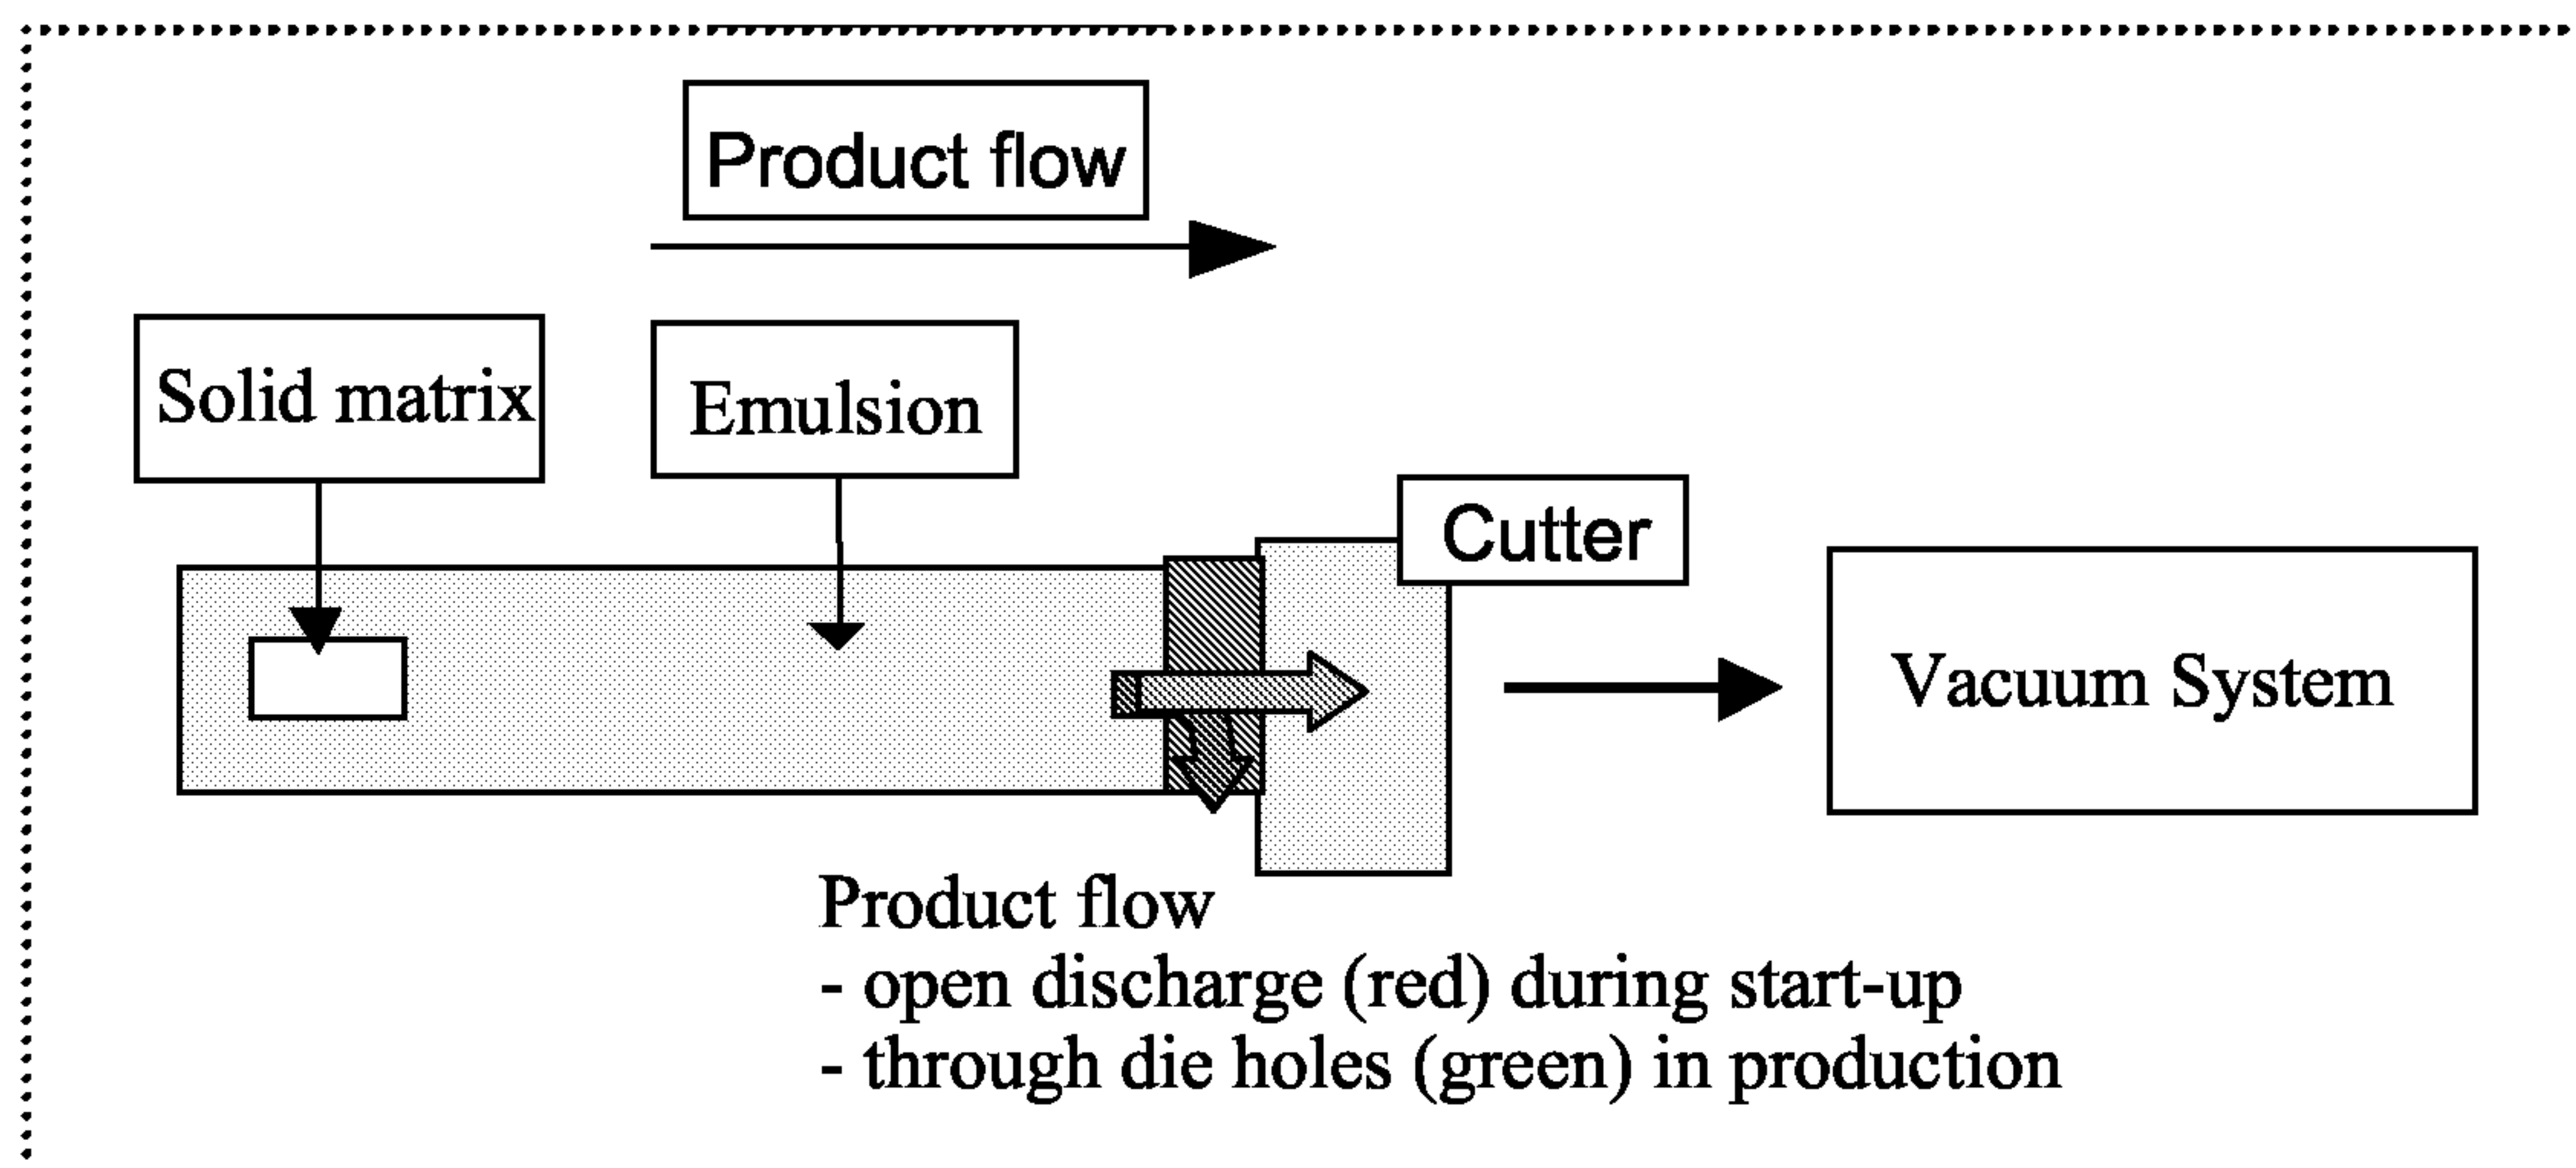 Product flow
Solid matrix
Emulsion
Cutter
Vacuum System
Product flow
- open discharge (red) during start-up
- through die holes (green) in production